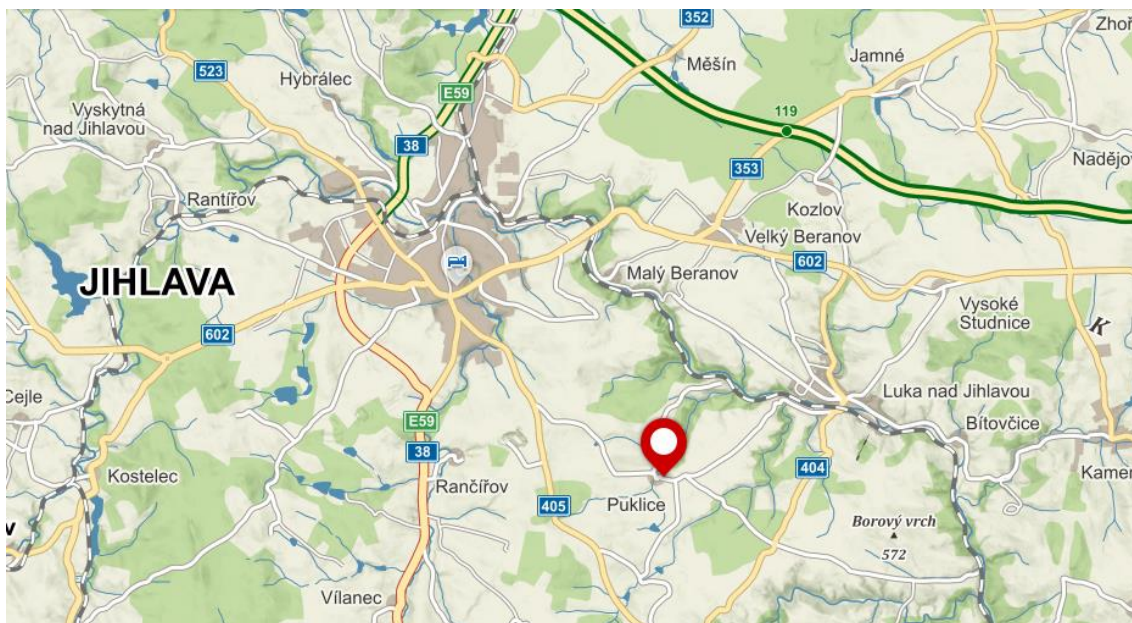 352
Zhoř
Měšín
Jamné
523
Hybrálec
E59
119
Vyskytná
nad Jihlavou
38
353
Nadějov
Rantířov
Kozlov
Velký Beranov
JIHLAVA
Malý Beranov
602
Vysoké
Studnice
K
602
Cejle
Luka nad Jihlavou
E59
Bítovčice
38
Kamen
Kostelec
Rančířov
404
405
Puklice
Borový vrch
572
v
Vílanec